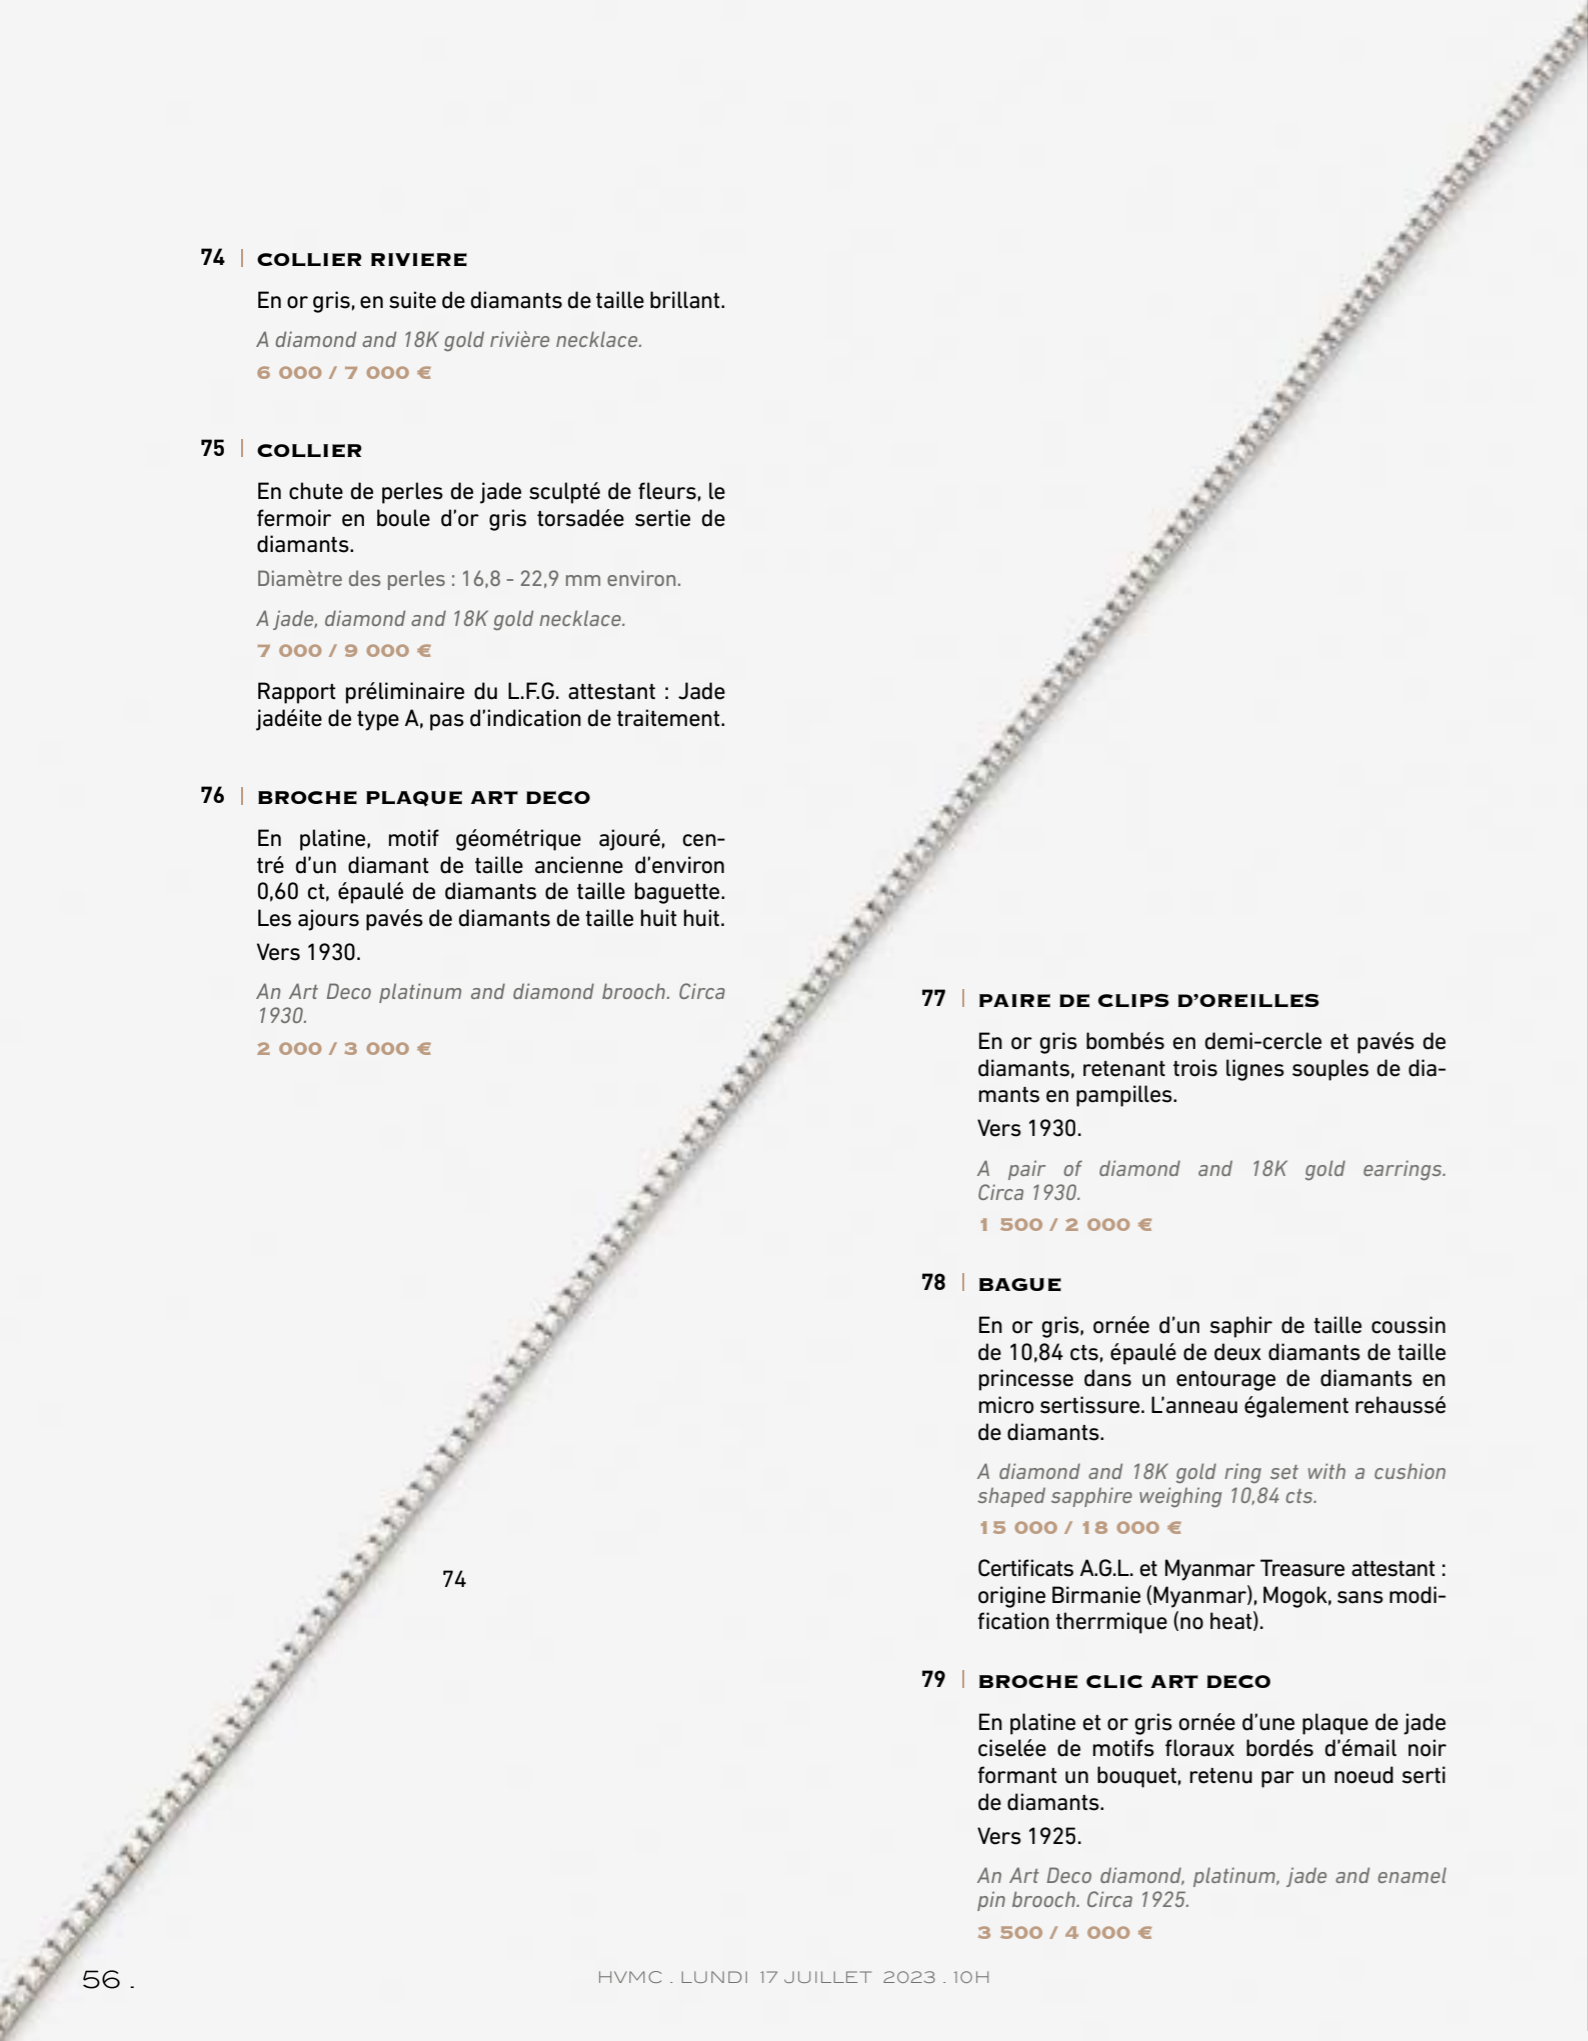 74 | COLLIER RIVIERE
En or gris, en suite de diamants de taille brillant.
A diamond and 18K gold rivière necklace.
6 000 / 7 000 €
75 | COLLIER
En chute de perles de jade sculpté de fleurs, le
fermoir en boule d'or gris torsadée sertie de
diamants.
Diamètre des perles : 16,8 - 22,9 mm environ.
A jade, diamond and 18K gold necklace.
7 000 / 9 000 €
Rapport préliminaire du L.F.G. attestant : Jade
jadéite de type A, pas d'indication de traitement.
76 | BROCHE PLAQUE ART DECO
En platine, motif géométrique ajouré, cen-
tré d'un diamant de taille ancienne d'environ
0,60 ct, épaulé de diamants de taille baguette.
Les ajours pavés de diamants de taille huit huit.
Vers 1930.
An Art Deco platinum and diamond brooch. Circa
1930.
2 000 / 3 000 €
77 | PAIRE DE CLIPS D'OREILLES
En or gris bombés en demi-cercle et pavés de
diamants, retenant trois lignes souples de dia-
mants en pampilles.
Vers 1930.
A pair of diamond and 18K gold earrings.
Circa 1930.
1 500 / 2 000 €
78 | BAGUE
En or gris, ornée d'un saphir de taille coussin
de 10,84 cts, épaulé de deux diamants de taille
princesse dans un entourage de diamants en
micro sertissure. L'anneau également rehaussé
de diamants.
A diamond and 18K gold ring set with a cushion
shaped sapphire weighing 10,84 cts.
15 000 / 18 000 €
Certificats A.G.L. et Myanmar Treasure attestant :
origine Birmanie (Myanmar), Mogok, sans modi-
fication therrmique (no heat).
79 | BROCHE CLIC ART DECO
En platine et or gris ornée d'une plaque de jade
ciselée de motifs floraux bordés d'émail noir
formant un bouquet, retenu par un noeud serti
de diamants.
Vers 1925.
An Art Deco diamond, platinum, jade and enamel
pin brooch. Circa 1925.
3 500 / 4 000 €
74
56 .
HVMC . LUNDI 17 JUILLET 2023 . 10H